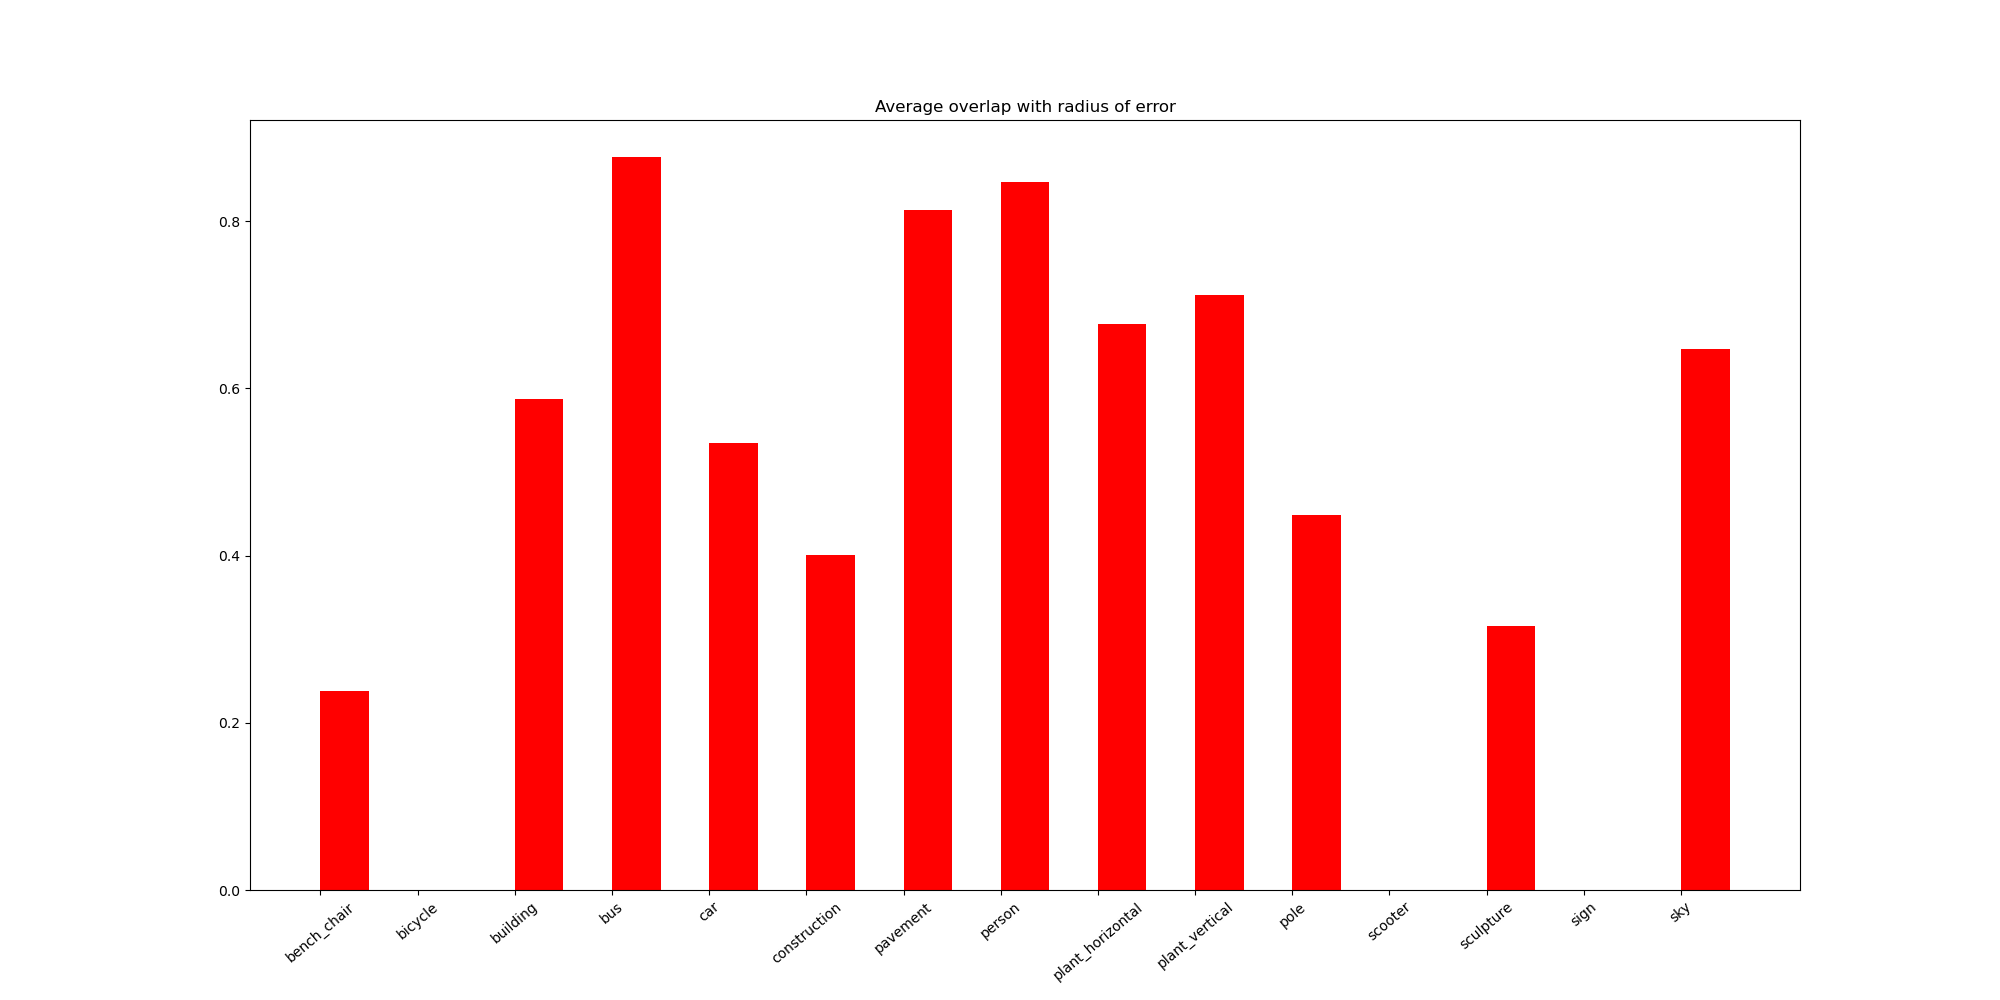 Average overlap with radius of error
0.8
0.6
0.4
0.2
0.0
bench_chair
bicycle
building
bus
car
construction
pavement
person
plant_horizontal
plant_vertical
pole
scooter
sculpture
sign
sky